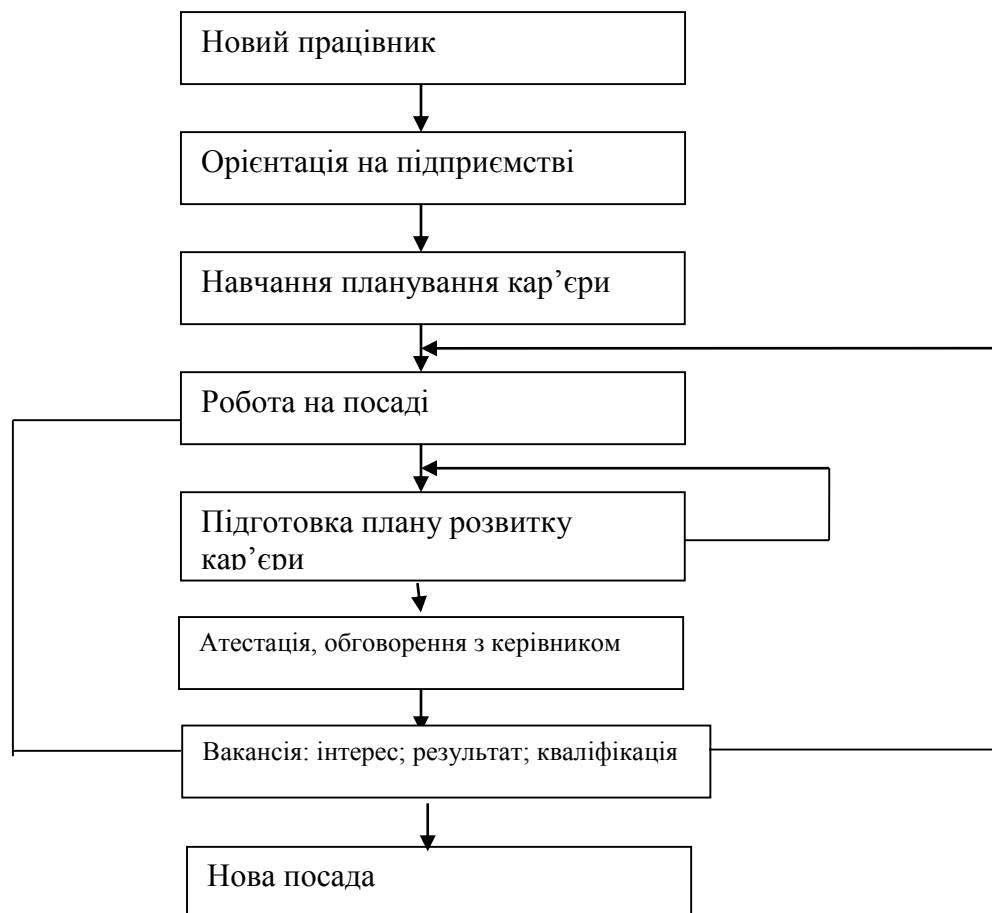 Новий працівник
Орієнтація на підприємстві
Навчання планування кар’єри
Робота на посаді
Підготовка плану розвитку
кар’єри
Атестація, обговорення з керівником
Вакансія: інтерес; результат; кваліфікація
Нова посада